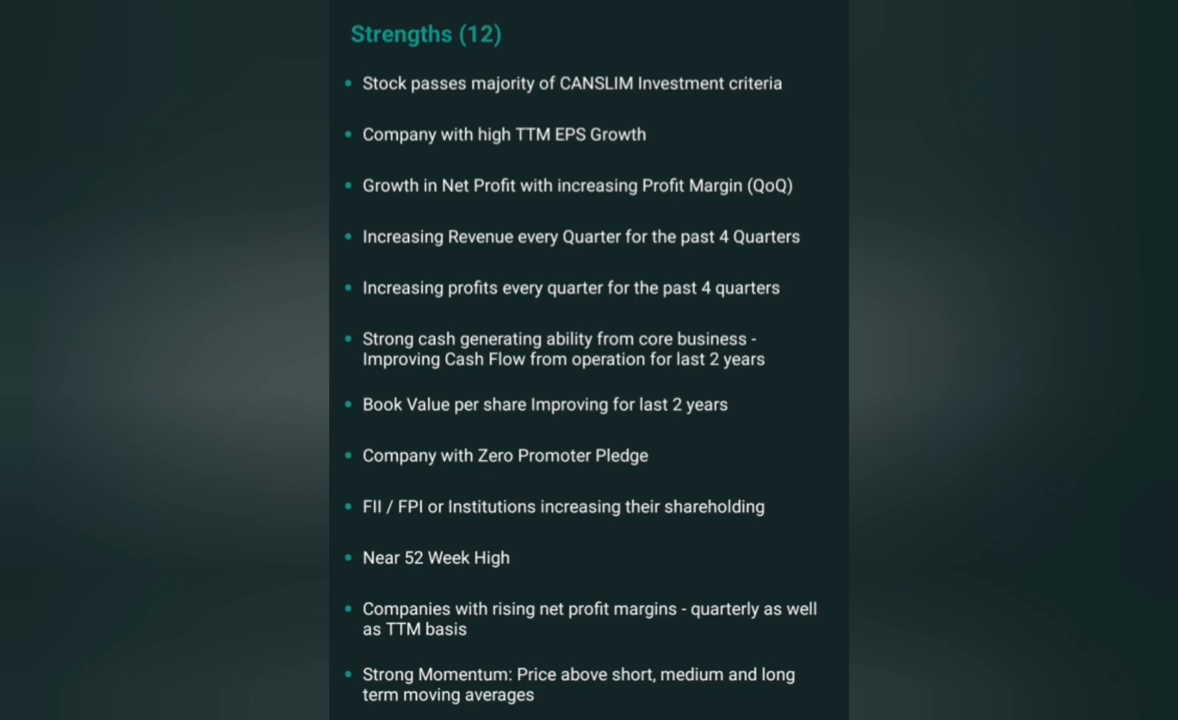 Strengths (12)
Stock passes majority of CANSLIM Investment criteria
Company with high TTM EPS Growth
Growth in Net Profit with increasing Profit Margin (QoQ)
Increasing Revenue every Quarter for the past 4 Quarters
Increasing profits every quarter for the past 4 quarters
Strong cash generating ability from core business -
Improving Cash Flow from operation for last 2 years
Book Value per share Improving for last 2 years
Company with Zero Promoter Pledge
FII / FPI or Institutions increasing their shareholding
Near 52 Week High
Companies with rising net profit margins - quarterly as well
as TTM basis
Strong Momentum: Price above short, medium and long
term moving averages